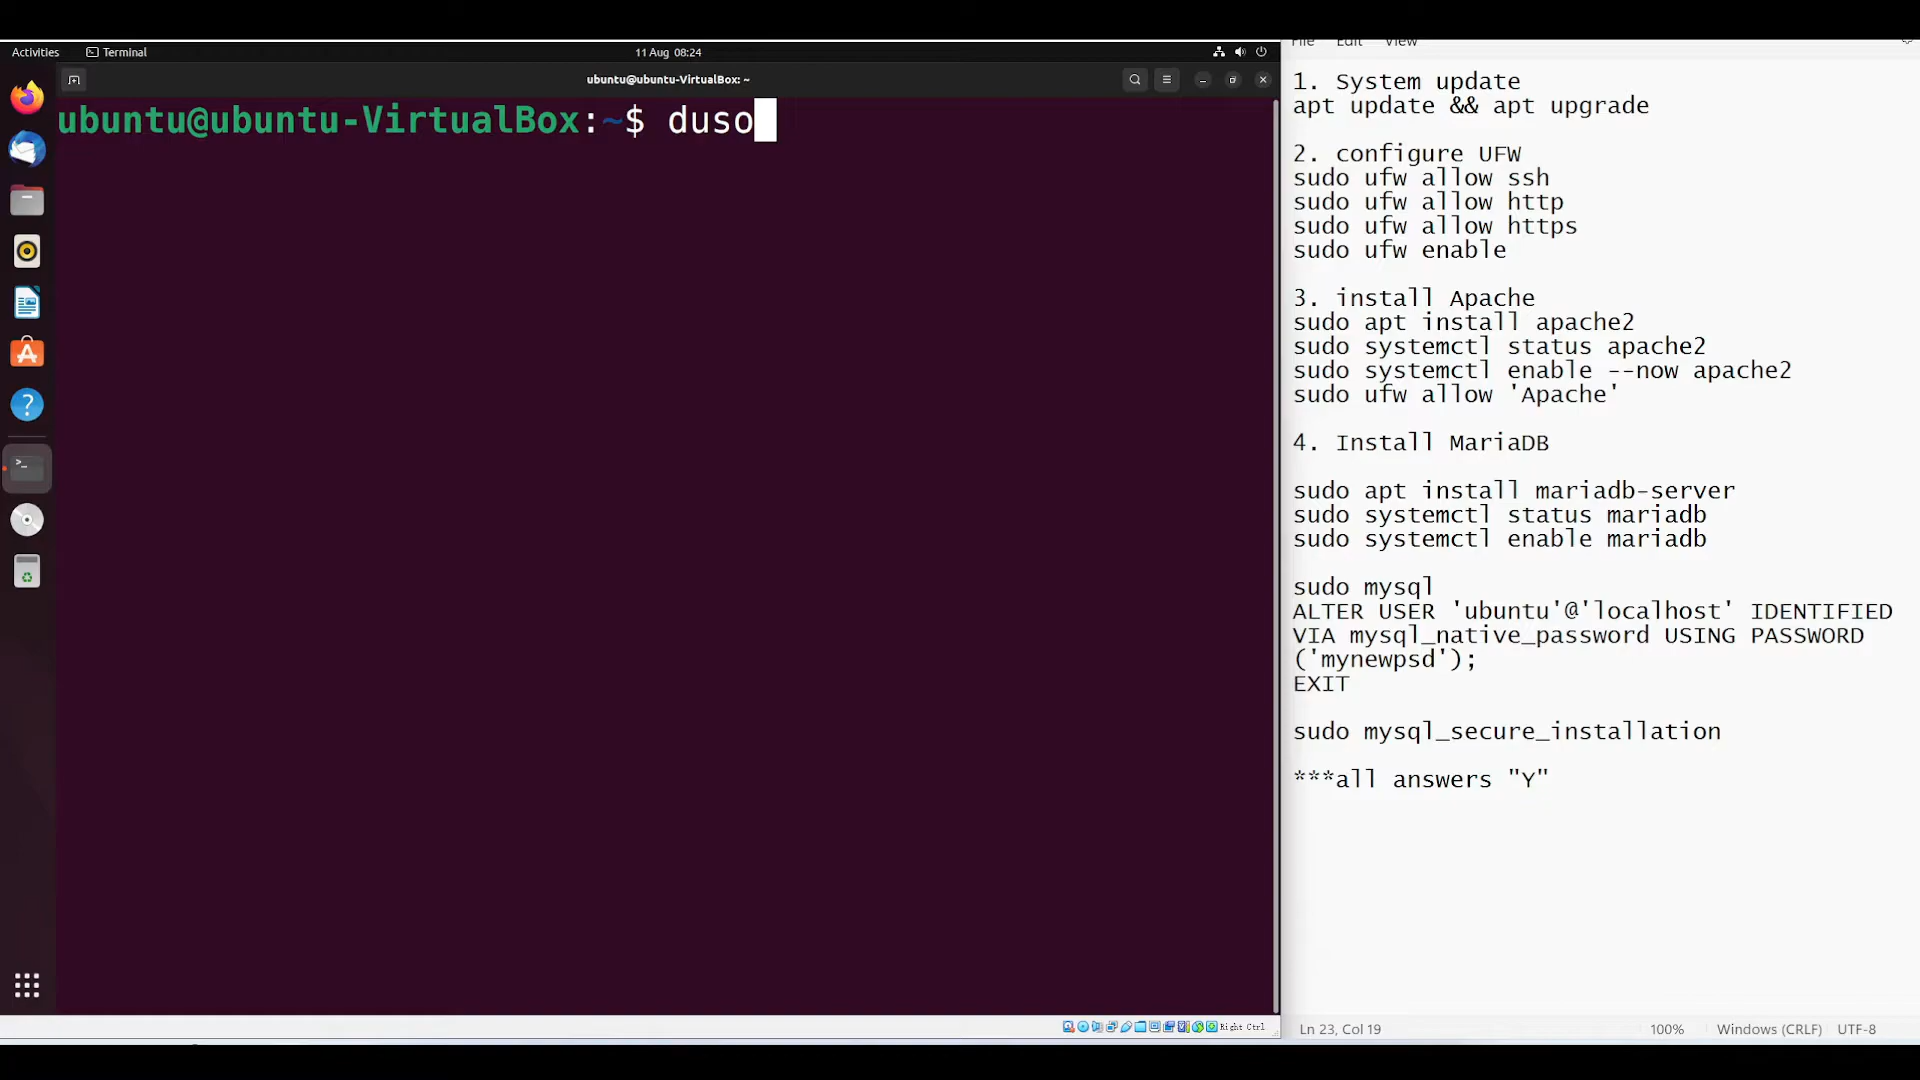 Activities
Terminal
11 Aug 08:24
ubuntu@ubuntu-VirtualBox: ~
ubuntu@ubuntu-VirtualBox:~$ duso
Right Ctrl
File Edit View
1. System update
apt update && apt upgrade
2. configure UFW
sudo ufw allow ssh
sudo ufw allow http
sudo ufw allow https
sudo ufw enable
3. install Apache
sudo apt install apache2
sudo systemctl status apache2
sudo systemctl enable --now apache2
sudo ufw allow 'Apache'
4. Install MariaDB
sudo apt install mariadb-server
sudo systemctl status mariadb
sudo systemctl enable mariadb
sudo mysql
ALTER USER 'ubuntu'@'localhost' IDENTIFIED
VIA mysql_native_password USING PASSWORD
('mynewpsd');
EXIT
sudo mysql_secure_installation
***all answers "Y"
Ln 23, Col 19
100%
Windows (CRLF)
UTF-8